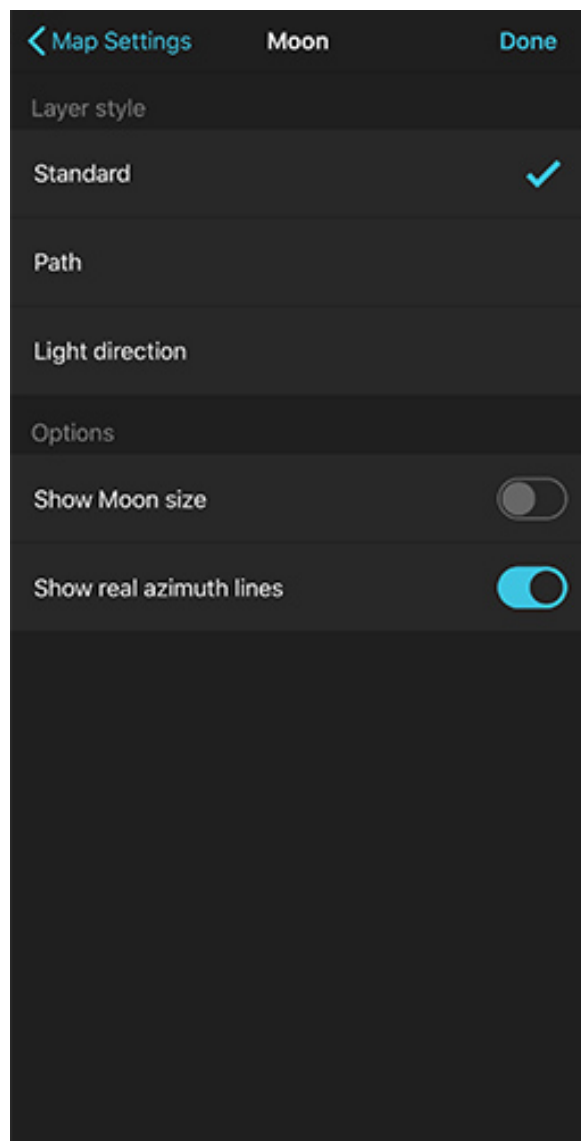 Map Settings Moon Done
Layer style
Standard
Path
Light direction
Options
Show Moon size
Show real azimuth lines